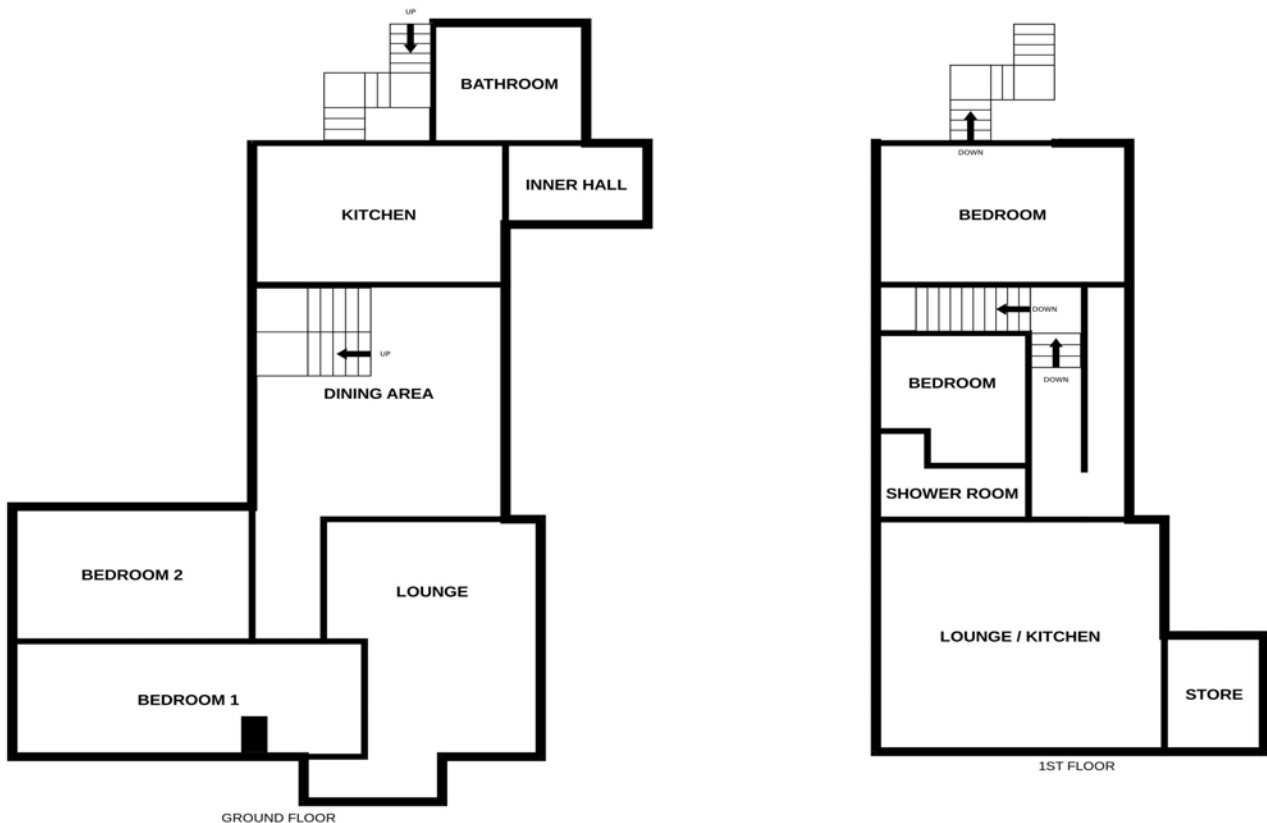 UP
BATHROOM
INNER HALL
KITCHEN
UP
DINING AREA
BEDROOM 2
LOUNGE
BEDROOM 1
GROUND FLOOR
DOWN
BEDROOM
DOWN
BEDROOM
DOWN
SHOWER ROOM
LOUNGE / KITCHEN
STORE
1ST FLOOR